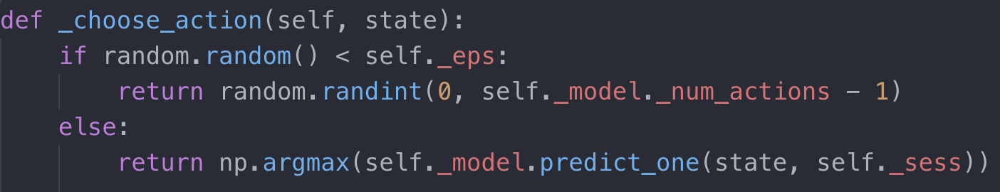 def _choose_action(self, state):
    if random.random() < self._eps:
        return random.randint(0, self._model._num_actions - 1)
    else:
        return np.argmax(self._model.predict_one(state, self._sess))